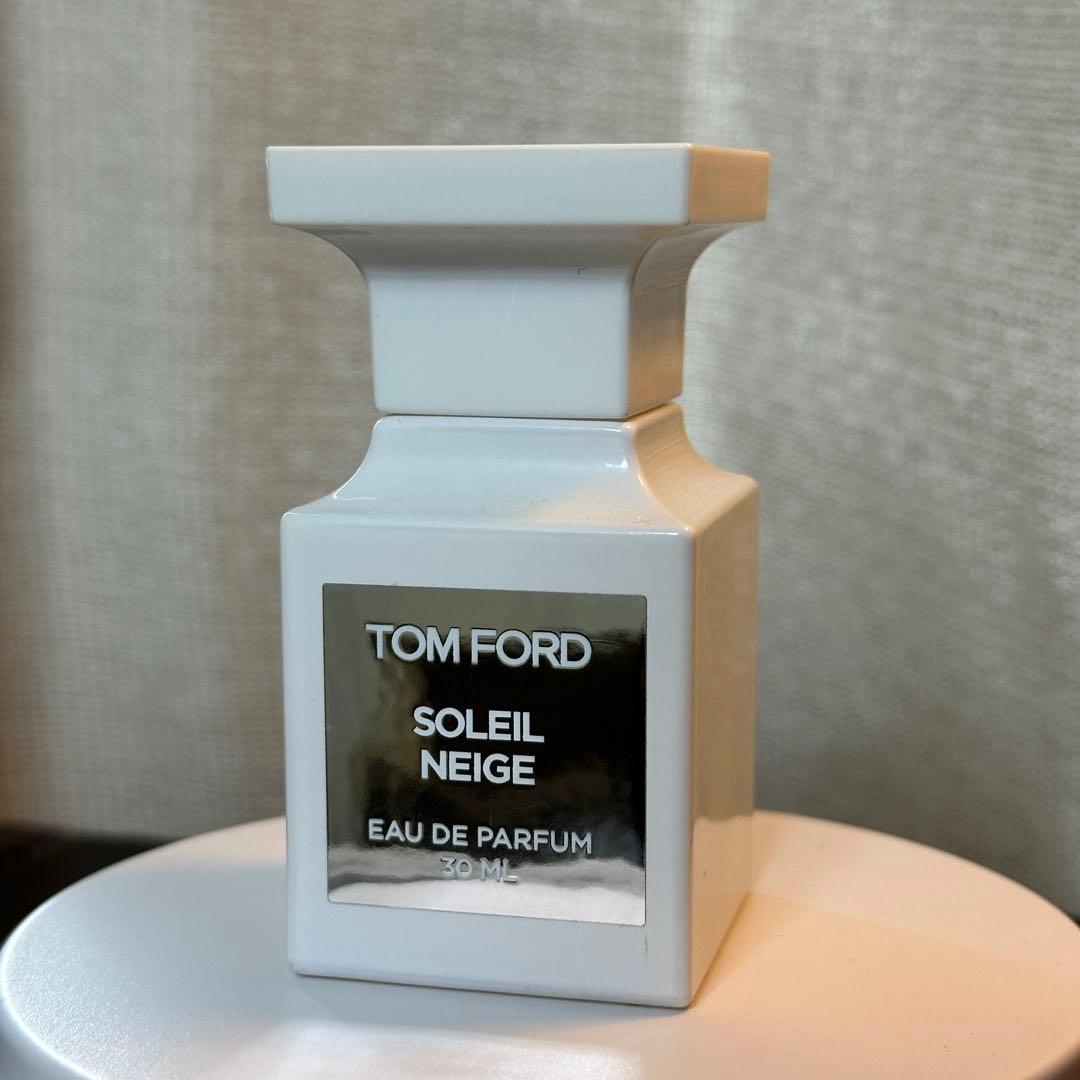 TOM FORD
SOLEIL
NEIGE
EAU DE PARFUM
30 ML